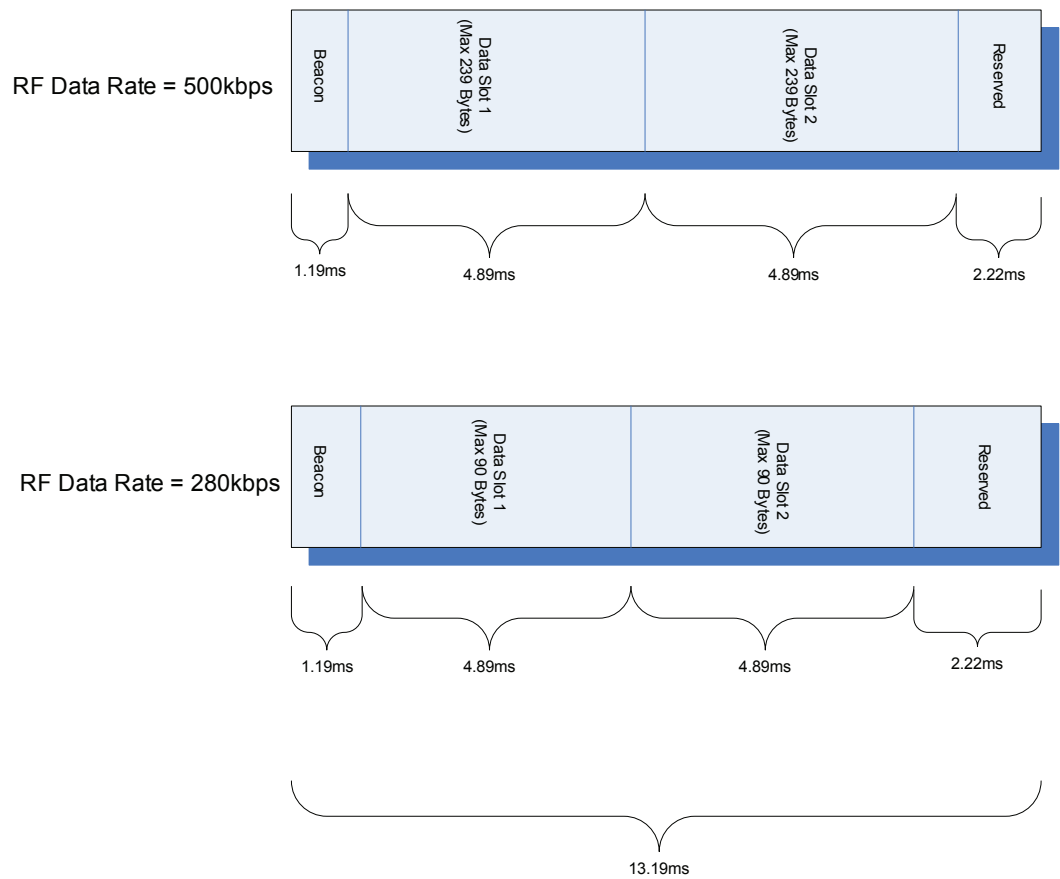 RF Data Rate = 500kbps
Beacon
Data Slot 1
(Max 239 Bytes)
Data Slot 2
(Max 239 Bytes)
Reserved
1.19ms
4.89ms
4.89ms
2.22ms
RF Data Rate = 280kbps
Beacon
Data Slot 1
(Max 90 Bytes)
Data Slot 2
(Max 90 Bytes)
Reserved
1.19ms
4.89ms
4.89ms
2.22ms
13.19ms